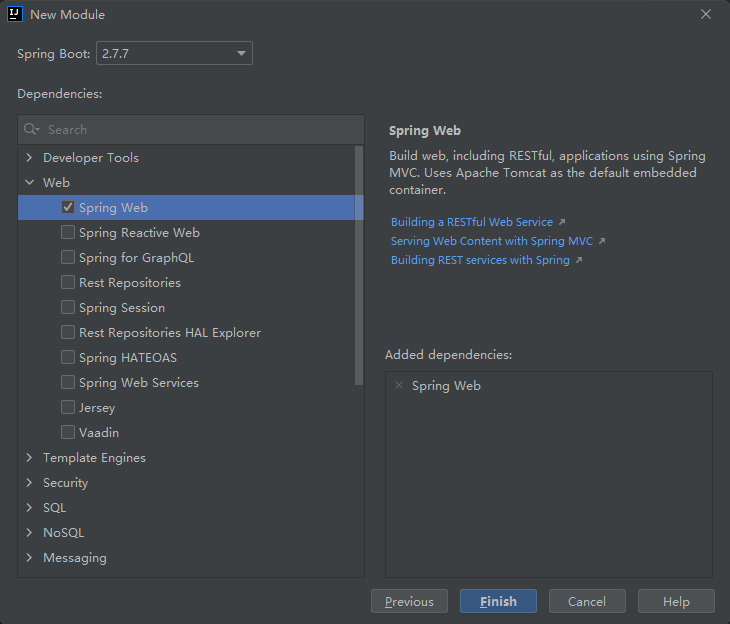 IJ New Module
Spring Boot: 2.7.7
Dependencies:
Search
Developer Tools
Web
Spring Web
Spring Reactive Web
Spring for GraphQL
Rest Repositories
Spring Session
Rest Repositories HAL Explorer
Spring HATEOAS
Spring Web Services
Jersey
Vaadin
Template Engines
Security
SQL
NoSQL
Messaging
Spring Web
Build web, including RESTful, applications using Spring
MVC. Uses Apache Tomcat as the default embedded
container.
Building a RESTful Web Service
Serving Web Content with Spring MVC
Building REST services with Spring
Added dependencies:
Spring Web
Previous Finish Cancel Help